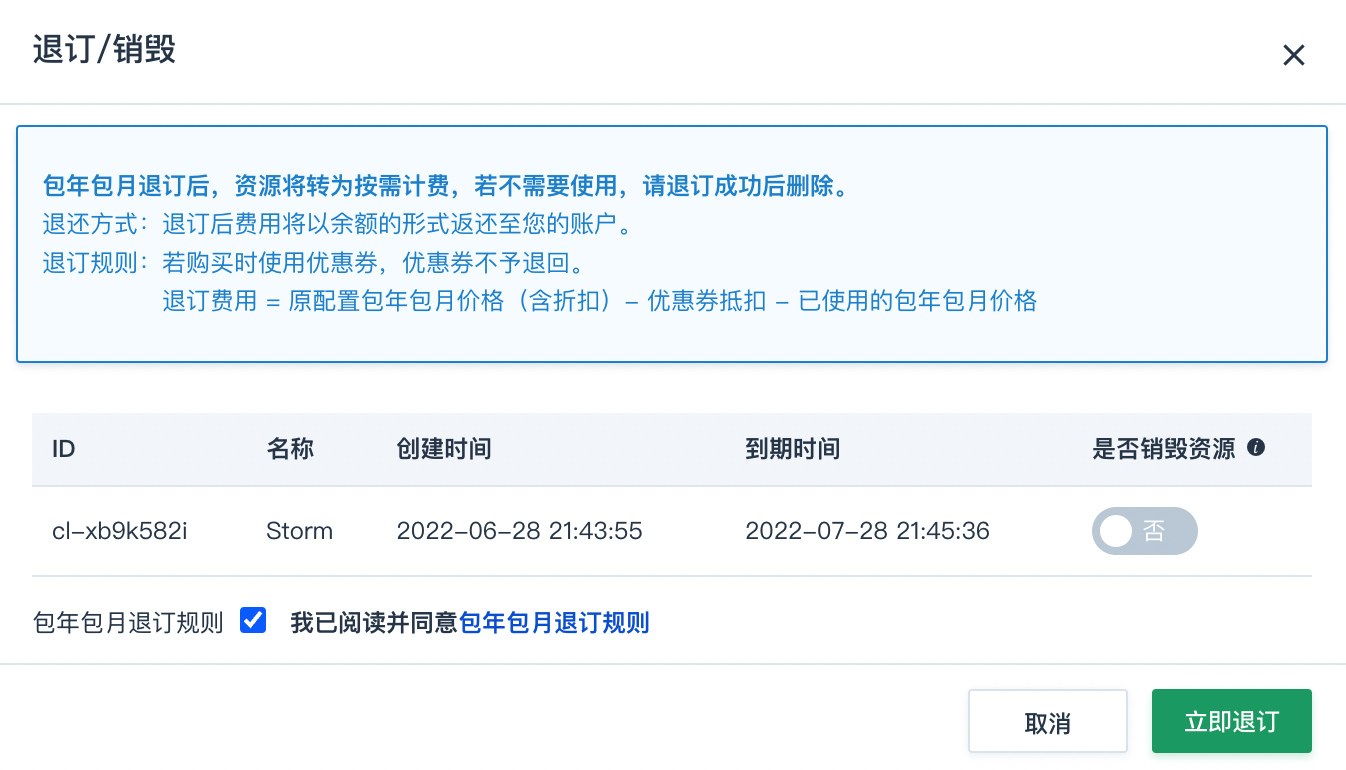 退订/销毁
包年包月退订后，资源将转为按需计费，若不需要使用，请退订成功后删除。
退还方式：退订后费用将以余额的形式返还至您的账户。
退订规则：若购买时使用优惠券，优惠券不予退回。
退订费用 = 原配置包年包月价格（含折扣）– 优惠券抵扣 – 已使用的包年包月价格
ID 名称 创建时间 到期时间 是否销毁资源 i
cl-xb9k582i Storm 2022-06-28 21:43:55 2022-07-28 21:45:36 否
包年包月退订规则 我已阅读并同意包年包月退订规则
取消 立即退订